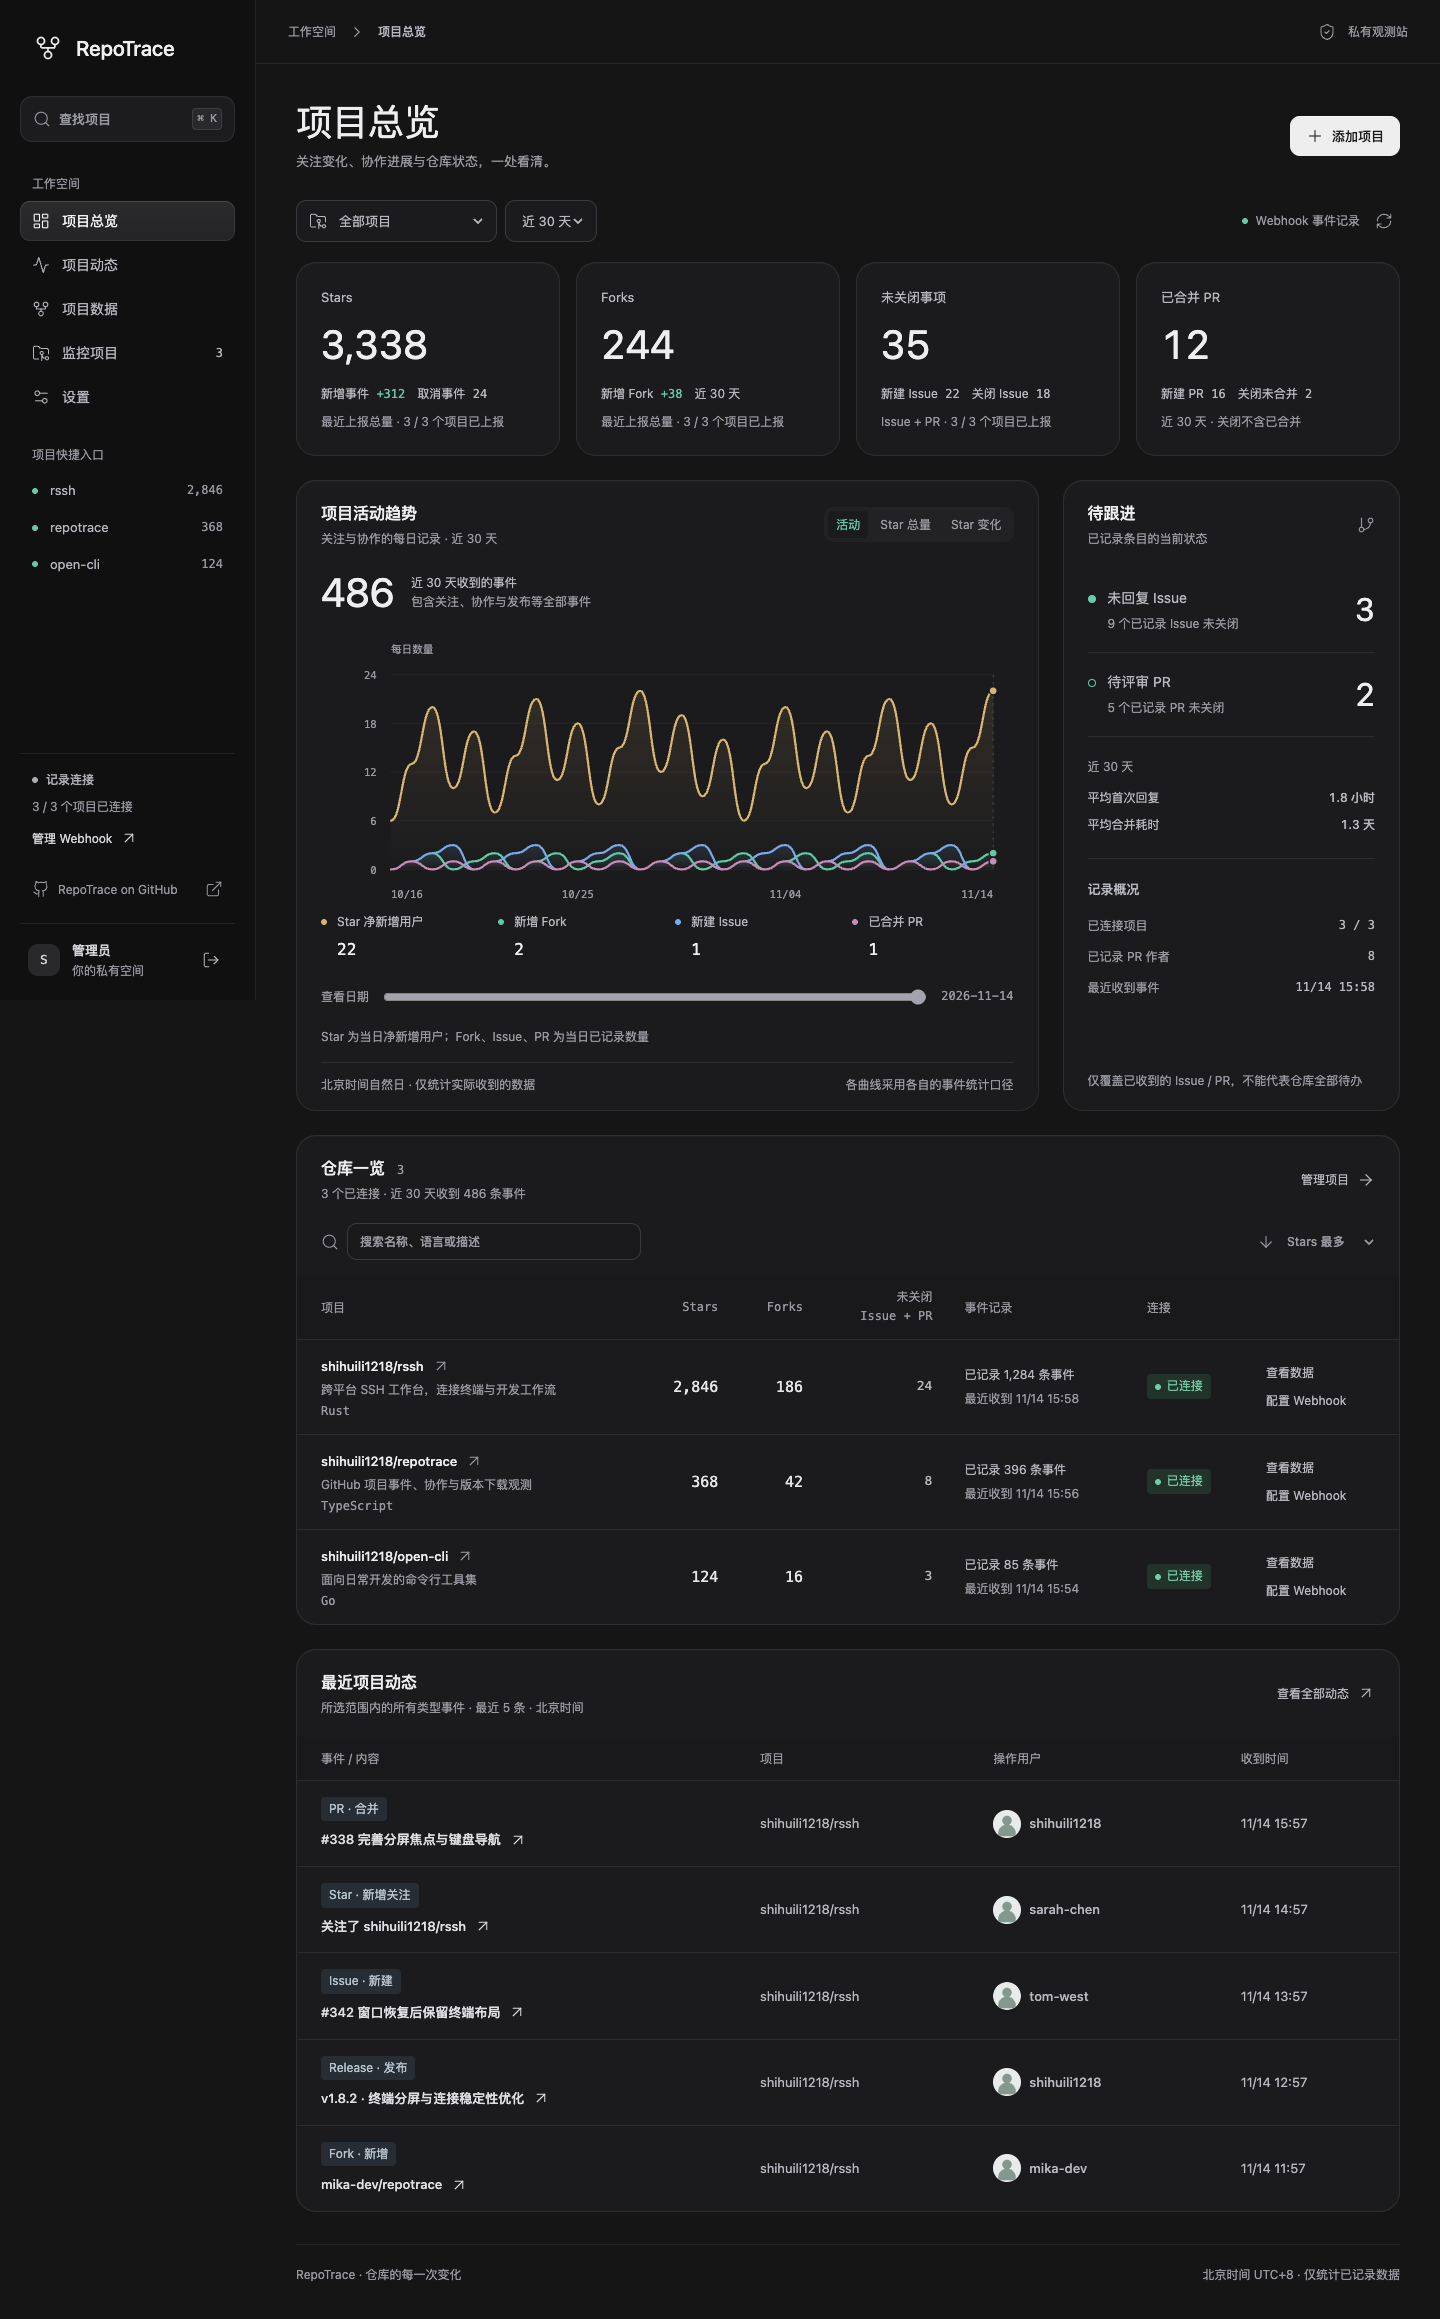 RepoTrace
查找项目
⌘ K
工作空间
项目总览
项目动态
项目数据
监控项目 3
设置
项目快捷入口
rssh 2,846
repotrace 368
open-cli 124
记录连接
3 / 3 个项目已连接
管理 Webhook
RepoTrace on GitHub
S
管理员
你的私有空间
工作空间 项目总览
私有观测站
项目总览
关注变化、协作进展与仓库状态，一处看清。
添加项目
全部项目
近 30 天
Webhook 事件记录
Stars
3,338
新增事件 +312 取消事件 24
最近上报总量 · 3 / 3 个项目已上报
Forks
244
新增 Fork +38 近 30 天
最近上报总量 · 3 / 3 个项目已上报
未关闭事项
35
新建 Issue 22 关闭 Issue 18
Issue + PR · 3 / 3 个项目已上报
已合并 PR
12
新建 PR 16 关闭未合并 2
近 30 天 · 关闭不含已合并
项目活动趋势
关注与协作的每日记录 · 近 30 天
活动 Star 总量 Star 变化
486
近 30 天收到的事件
包含关注、协作与发布等全部事件
每日数量
24
18
12
6
0
10/16 10/25 11/04 11/14
Star 净新增用户
22
新增 Fork
2
新建 Issue
1
已合并 PR
1
查看日期 2026-11-14
Star 为当日净新增用户；Fork、Issue、PR 为当日已记录数量
北京时间自然日 · 仅统计实际收到的数据
各曲线采用各自的事件统计口径
待跟进
已记录条目的当前状态
未回复 Issue
9 个已记录 Issue 未关闭
3
待评审 PR
5 个已记录 PR 未关闭
2
近 30 天
平均首次回复 1.8 小时
平均合并耗时 1.3 天
记录概况
已连接项目 3 / 3
已记录 PR 作者 8
最近收到事件 11/14 15:58
仅覆盖已收到的 Issue / PR，不能代表仓库全部待办
仓库一览 3
3 个已连接 · 近 30 天收到 486 条事件
管理项目
搜索名称、语言或描述
Stars 最多
项目 Stars Forks 未关闭
Issue + PR 事件记录 连接
shihuili1218/rssh
跨平台 SSH 工作台，连接终端与开发工作流
Rust
2,846 186 24
已记录 1,284 条事件
最近收到 11/14 15:58
已连接
查看数据
配置 Webhook
shihuili1218/repotrace
GitHub 项目事件、协作与版本下载观测
TypeScript
368 42 8
已记录 396 条事件
最近收到 11/14 15:56
已连接
查看数据
配置 Webhook
shihuili1218/open-cli
面向日常开发的命令行工具集
Go
124 16 3
已记录 85 条事件
最近收到 11/14 15:54
已连接
查看数据
配置 Webhook
最近项目动态
所选范围内的所有类型事件 · 最近 5 条 · 北京时间
查看全部动态
事件 / 内容 项目 操作用户 收到时间
PR · 合并
#338 完善分屏焦点与键盘导航
shihuili1218/rssh shihuili1218 11/14 15:57
Star · 新增关注
关注了 shihuili1218/rssh
shihuili1218/rssh sarah-chen 11/14 14:57
Issue · 新建
#342 窗口恢复后保留终端布局
shihuili1218/rssh tom-west 11/14 13:57
Release · 发布
v1.8.2 · 终端分屏与连接稳定性优化
shihuili1218/rssh shihuili1218 11/14 12:57
Fork · 新增
mika-dev/repotrace
shihuili1218/rssh mika-dev 11/14 11:57
RepoTrace · 仓库的每一次变化
北京时间 UTC+8 · 仅统计已记录数据